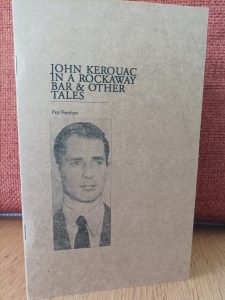 JOHN KEROUAC
IN A ROCKAWAY
BAR & OTHER
TALES
Pat Fenton